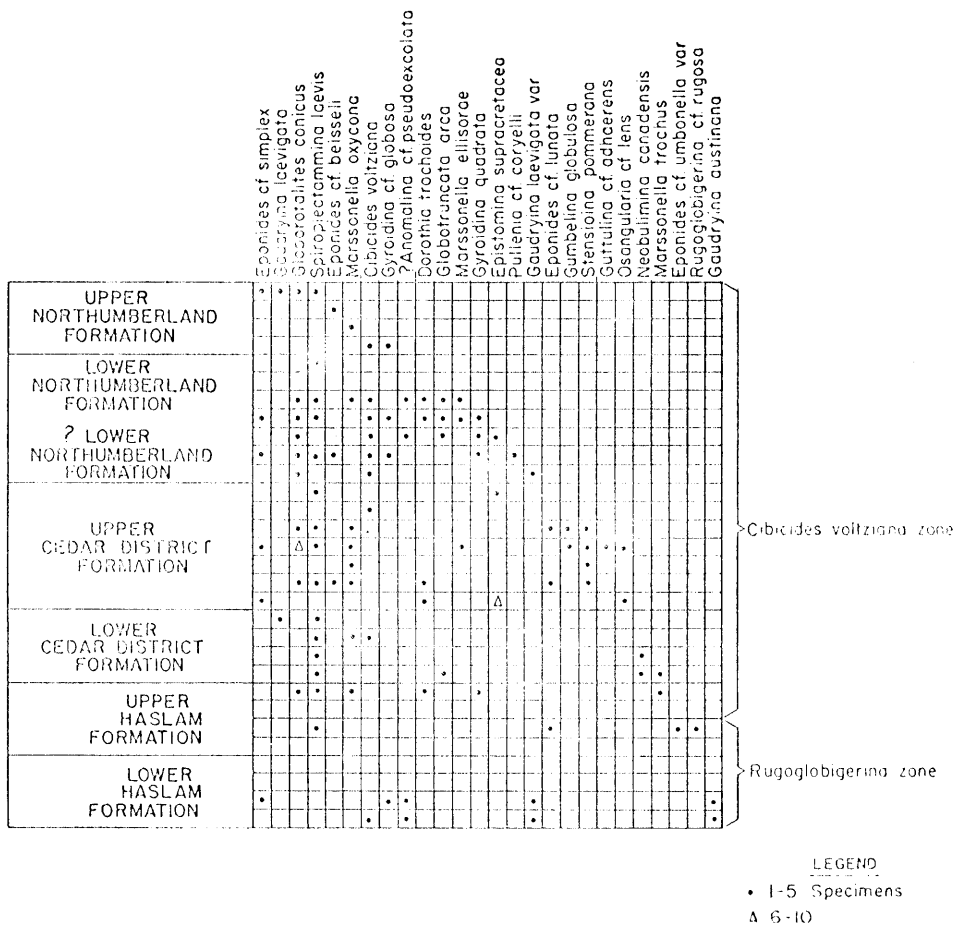 Eponides cf simplex
Gaudryina laevigata
Globorotalites conicus
Spiroplectammina laevis
Eponides cf. beisseli
Marssonella oxycona
Cibicides voltziana
Gyroidina cf. globosa
?Anomalina cf. pseudoexcolata
Dorothia trochoides
Globotruncata arca
Marssonella ellisorae
Gyroidina quadrata
Epistomina supracretacea
Pullenia cf coryelli
Gaudryina laevigata var
Eponides cf. lunata
Gumbelina globulosa
Stensioina pommerana
Guttulina cf. adhaerens
Osangularia cf lens
Neobulimina canadensis
Marssonella trochus
Eponides cf. umbonella var
Rugoglobigerina cf. rugosa
Gaudryina austinana
UPPER
NORTHUMBERLAND
FORMATION
LOWER
NORTHUMBERLAND
FORMATION
? LOWER
NORTHUMBERLAND
FORMATION
UPPER
CEDAR DISTRICT
FORMATION
LOWER
CEDAR DISTRICT
FORMATION
UPPER
HASLAM
FORMATION
LOWER
HASLAM
FORMATION
Cibicides voltziana zone
Rugoglobigerina zone
LEGEND
• 1-5 Specimens
Δ 6-10